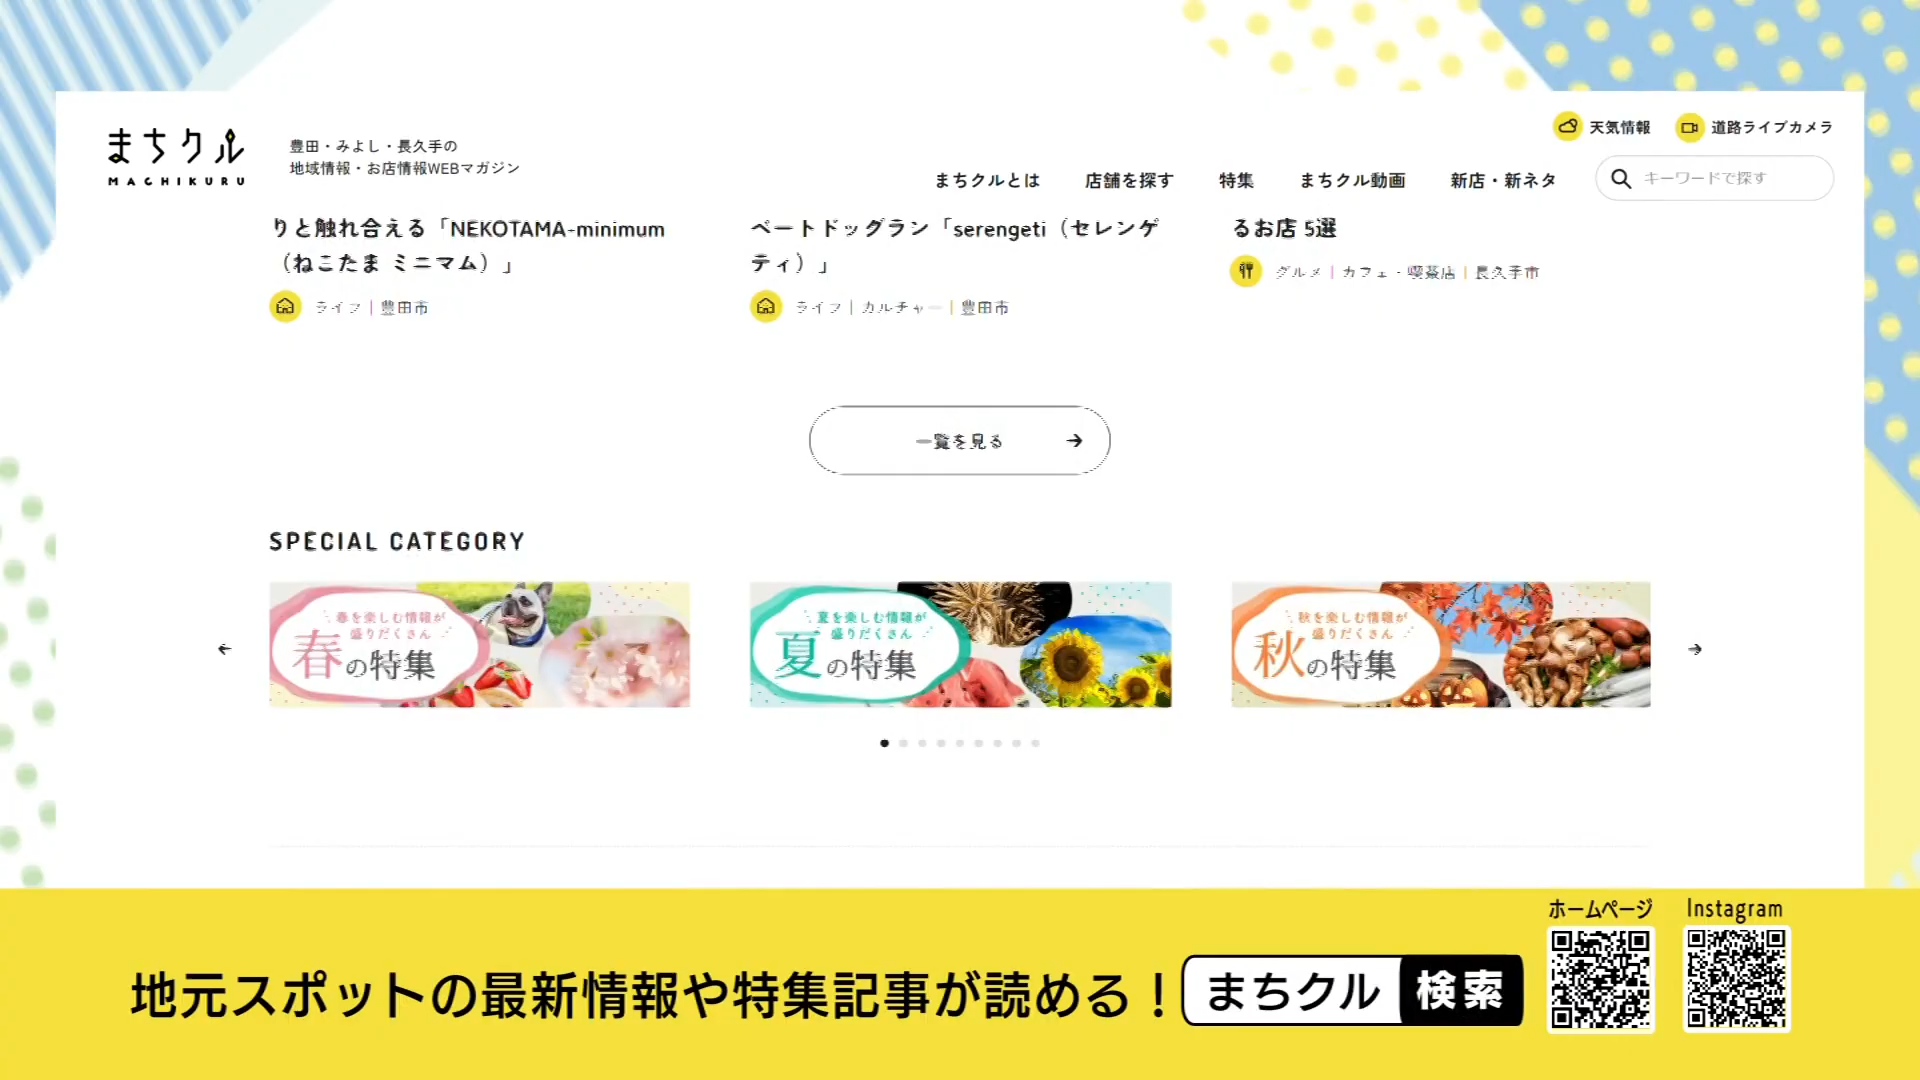 まちクル
MACHIKURU
豊田・みよし・長久手の
地域情報・お店情報WEBマガジン
天気情報
道路ライブカメラ
まちクルとは
店舗を探す
特集
まちクル動画
新店・新ネタ
キーワードで探す
りと触れ合える「NEKOTAMA-minimum
（ねこたま ミニマム）」
ライフ｜豊田市
ペートドッグラン「serengeti（セレンゲ
ティ）」
ライフ｜カルチャー｜豊田市
るお店 5選
グルメ｜カフェ・喫茶店｜長久手市
一覧を見る
SPECIAL CATEGORY
春を楽しむ情報が
盛りだくさん
春の特集
夏を楽しむ情報が
盛りだくさん
夏の特集
秋を楽しむ情報が
盛りだくさん
秋の特集
地元スポットの最新情報や特集記事が読める！
まちクル 検索
ホームページ
Instagram